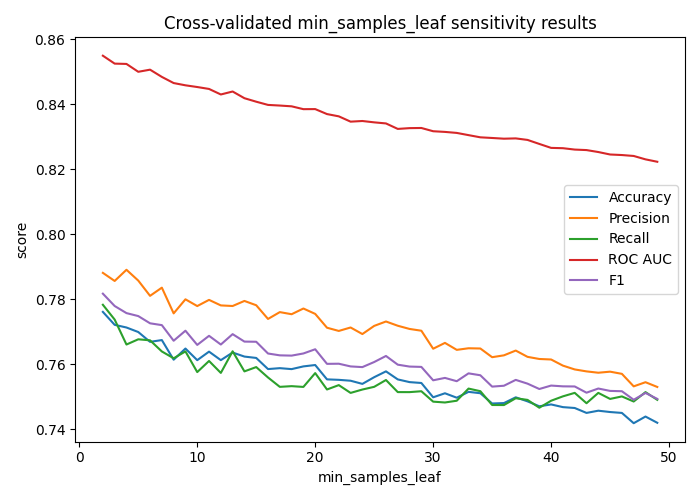 Cross-validated min_samples_leaf sensitivity results
0.86
0.84
0.82
0.80
0.78
0.76
0.74
score
Accuracy
Precision
Recall
ROC AUC
F1
0
10
20
30
40
50
min_samples_leaf